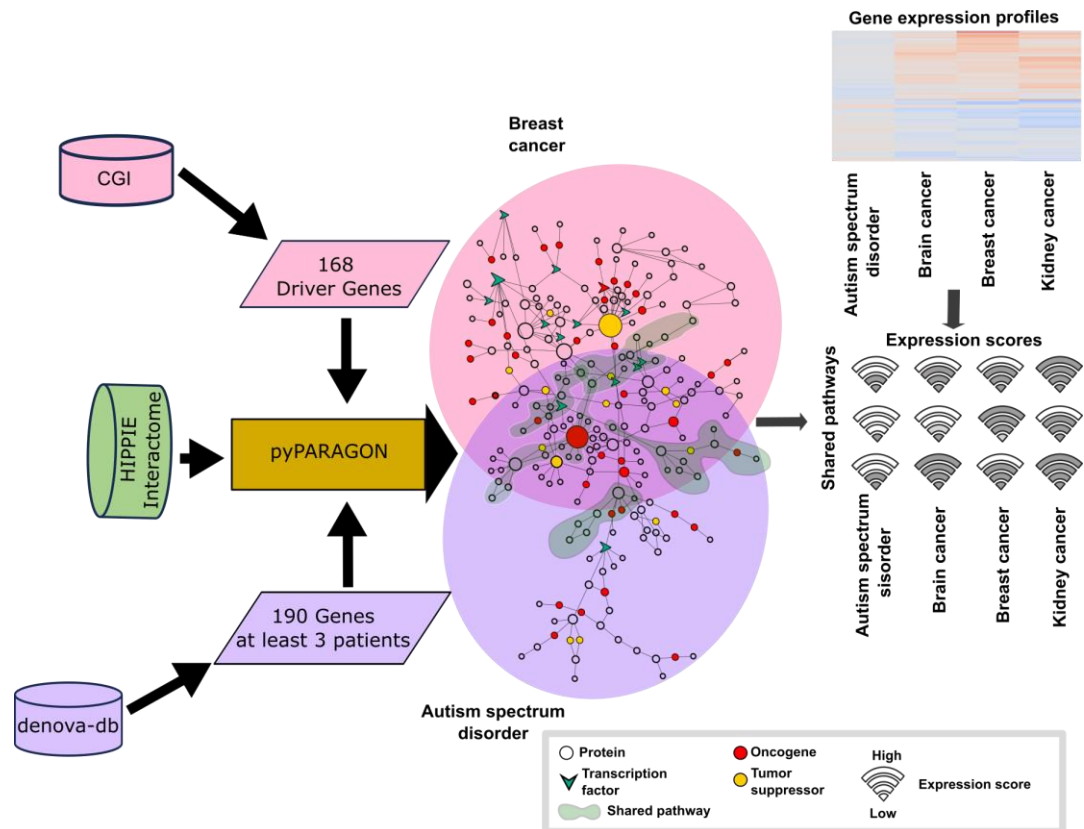 Gene expression profiles
Autism spectrum
disorder
Brain cancer
Breast cancer
Kidney cancer
Breast
cancer
CGI
168
Driver Genes
HIPPIE
Interactome
pyPARAGON
190 Genes
at least 3 patients
denova-db
Autism spectrum
disorder
Expression scores
Shared pathways
Autism spectrum
sisorder
Brain cancer
Breast cancer
Kidney cancer
Protein
Transcription
factor
Shared pathway
Oncogene
Tumor
suppressor
High
Low
Expression score